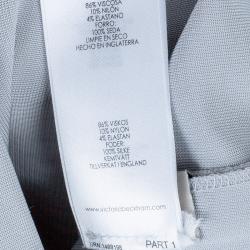 86% VISCOSA
10% NILÓN
4% ELASTANO
FORRO:
100% SEDA
LIMPIE EN SECO
HECHO EN INGLATERRA
86% VISKOS
10% NYLON
4% ELASTAN
FODER:
100% SILKE
KEMTVÄTT
TILLVERKAT I ENGLAND
www.victoriabeckham.com
PART 1